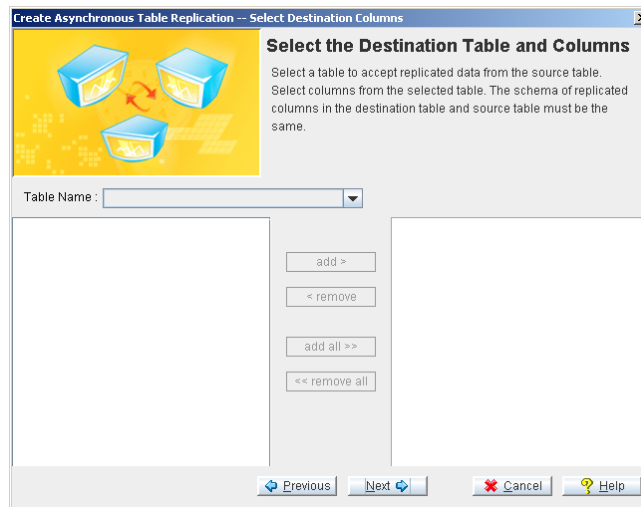 Create Asynchronous Table Replication -- Select Destination Columns
Select the Destination Table and Columns
Select a table to accept replicated data from the source table.
Select columns from the selected table. The schema of replicated
columns in the destination table and source table must be the
same.
Table Name :
add >
< remove
add all >>
<< remove all
Previous
Next
Cancel
Help